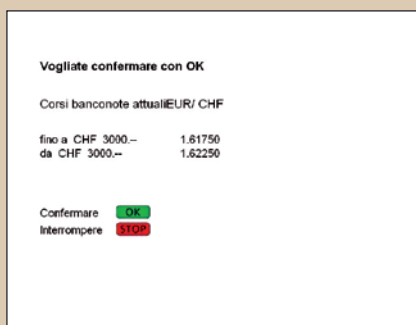 Vogliate confermare con OK
Corsi banconote attualiEUR/ CHF
fino a CHF 3000.-- 1.61750
da CHF 3000.-- 1.62250
Confermare OK
Interrompere STOP